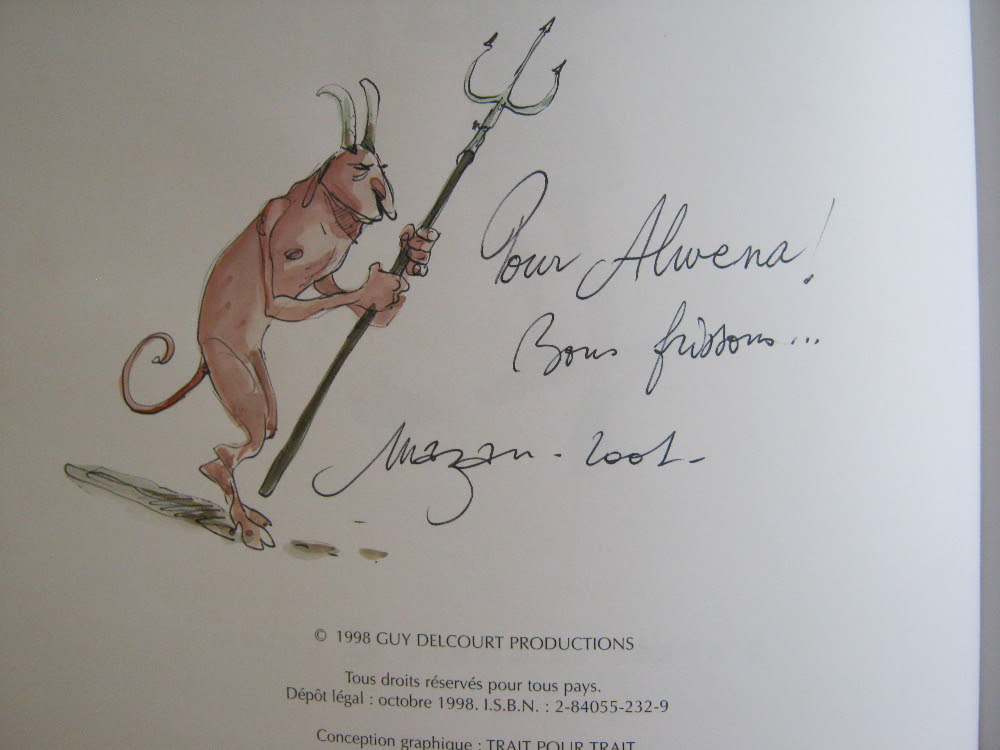 Pour Alwena!
Bons frissons...
Mazan - 2001 -
© 1998 GUY DELCOURT PRODUCTIONS
Tous droits réservés pour tous pays.
Dépôt légal : octobre 1998. I.S.B.N. : 2-84055-232-9
Conception graphique : TRAIT POUR TRAIT